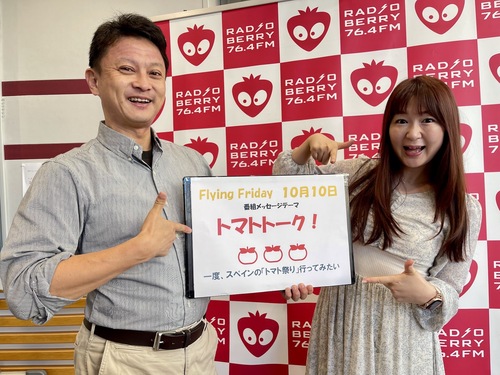 RADIO
BERRY
76.4FM
Flying Friday 10月10日
番組メッセージテーマ
トマトトーク!
一度、スペインの「トマト祭り」行ってみたい